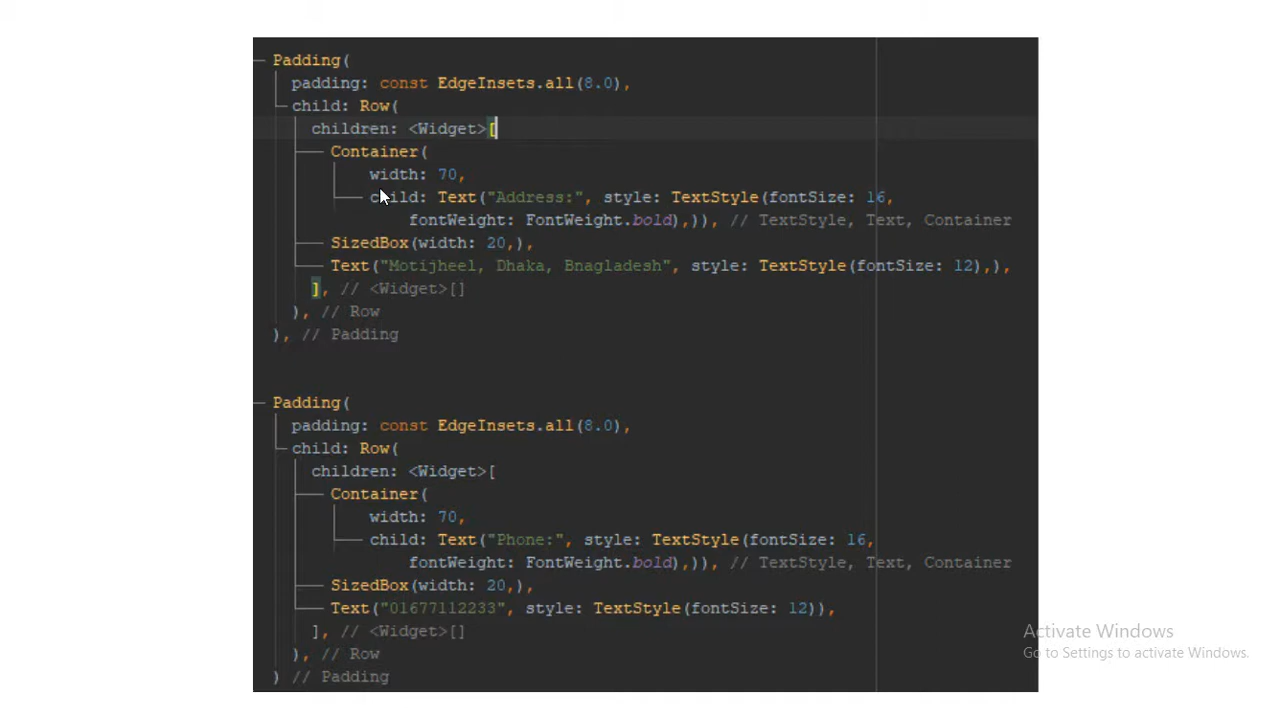 Padding(
padding: const EdgeInsets.all(8.0),
child: Row(
children: <Widget>[
Container(
width: 70,
child: Text("Address:", style: TextStyle(fontSize: 16,
fontWeight: FontWeight.bold),)), // TextStyle, Text, Container
SizedBox(width: 20,),
Text("Motijheel, Dhaka, Bnagladesh", style: TextStyle(fontSize: 12),),
], // <Widget>[]
), // Row
), // Padding
Padding(
padding: const EdgeInsets.all(8.0),
child: Row(
children: <Widget>[
Container(
width: 70,
child: Text("Phone:", style: TextStyle(fontSize: 16,
fontWeight: FontWeight.bold),)), // TextStyle, Text, Container
SizedBox(width: 20,),
Text("01677112233", style: TextStyle(fontSize: 12)),
], // <Widget>[]
), // Row
) // Padding
Activate Windows
Go to Settings to activate Windows.